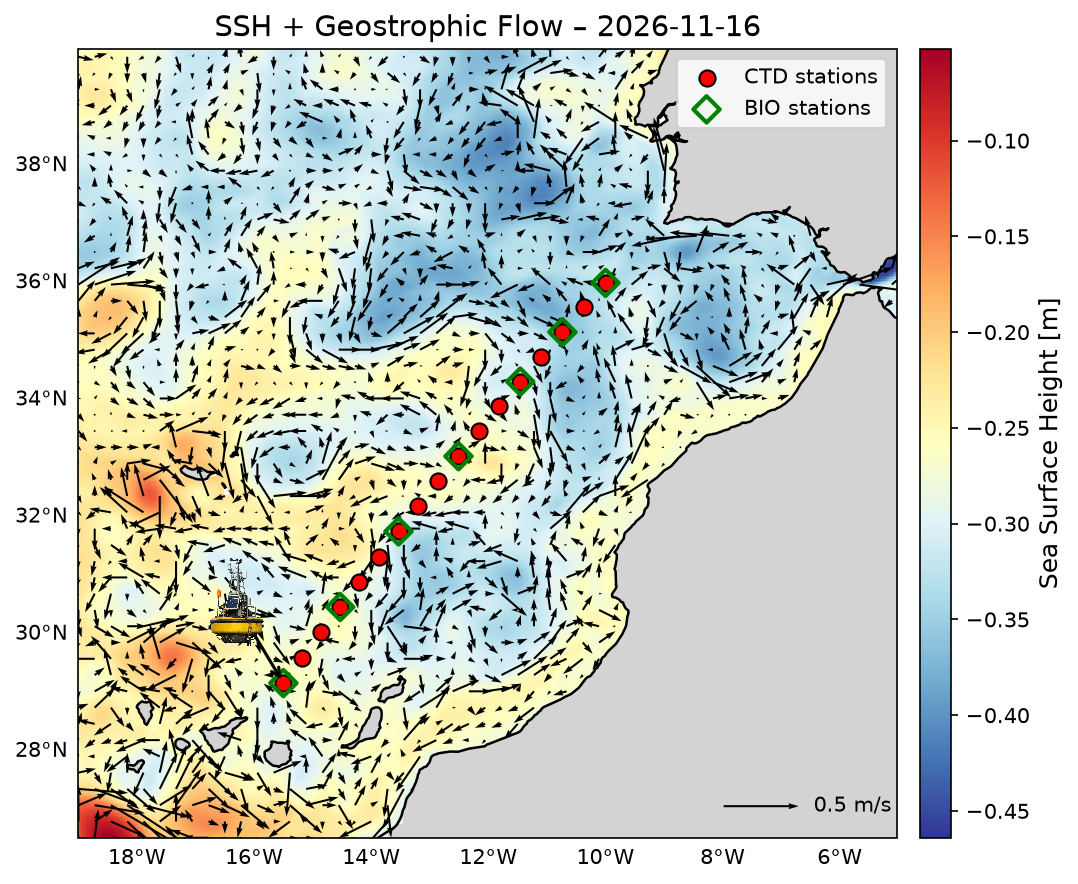 SSH + Geostrophic Flow – 2026-11-16
CTD stations
BIO stations
38°N
36°N
34°N
32°N
30°N
28°N
18°W
16°W
14°W
12°W
10°W
8°W
6°W
0.5 m/s
−0.10
−0.15
−0.20
−0.25
−0.30
−0.35
−0.40
−0.45
Sea Surface Height [m]